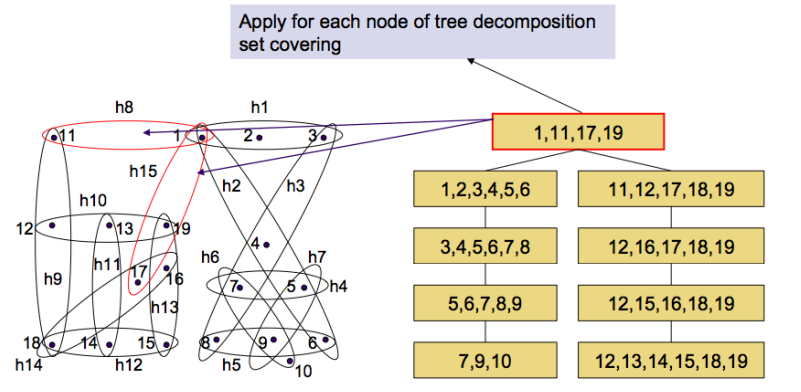 Apply for each node of tree decomposition
set covering
h8
h1
11
1
2
3
1,11,17,19
h15
h2
h3
1,2,3,4,5,6
11,12,17,18,19
h10
12
13
19
4
3,4,5,6,7,8
12,16,17,18,19
h6
h7
h11
17
16
h9
7
5
h4
h13
5,6,7,8,9
12,15,16,18,19
18
14
15
8
9
6
h14
h12
h5
10
7,9,10
12,13,14,15,18,19